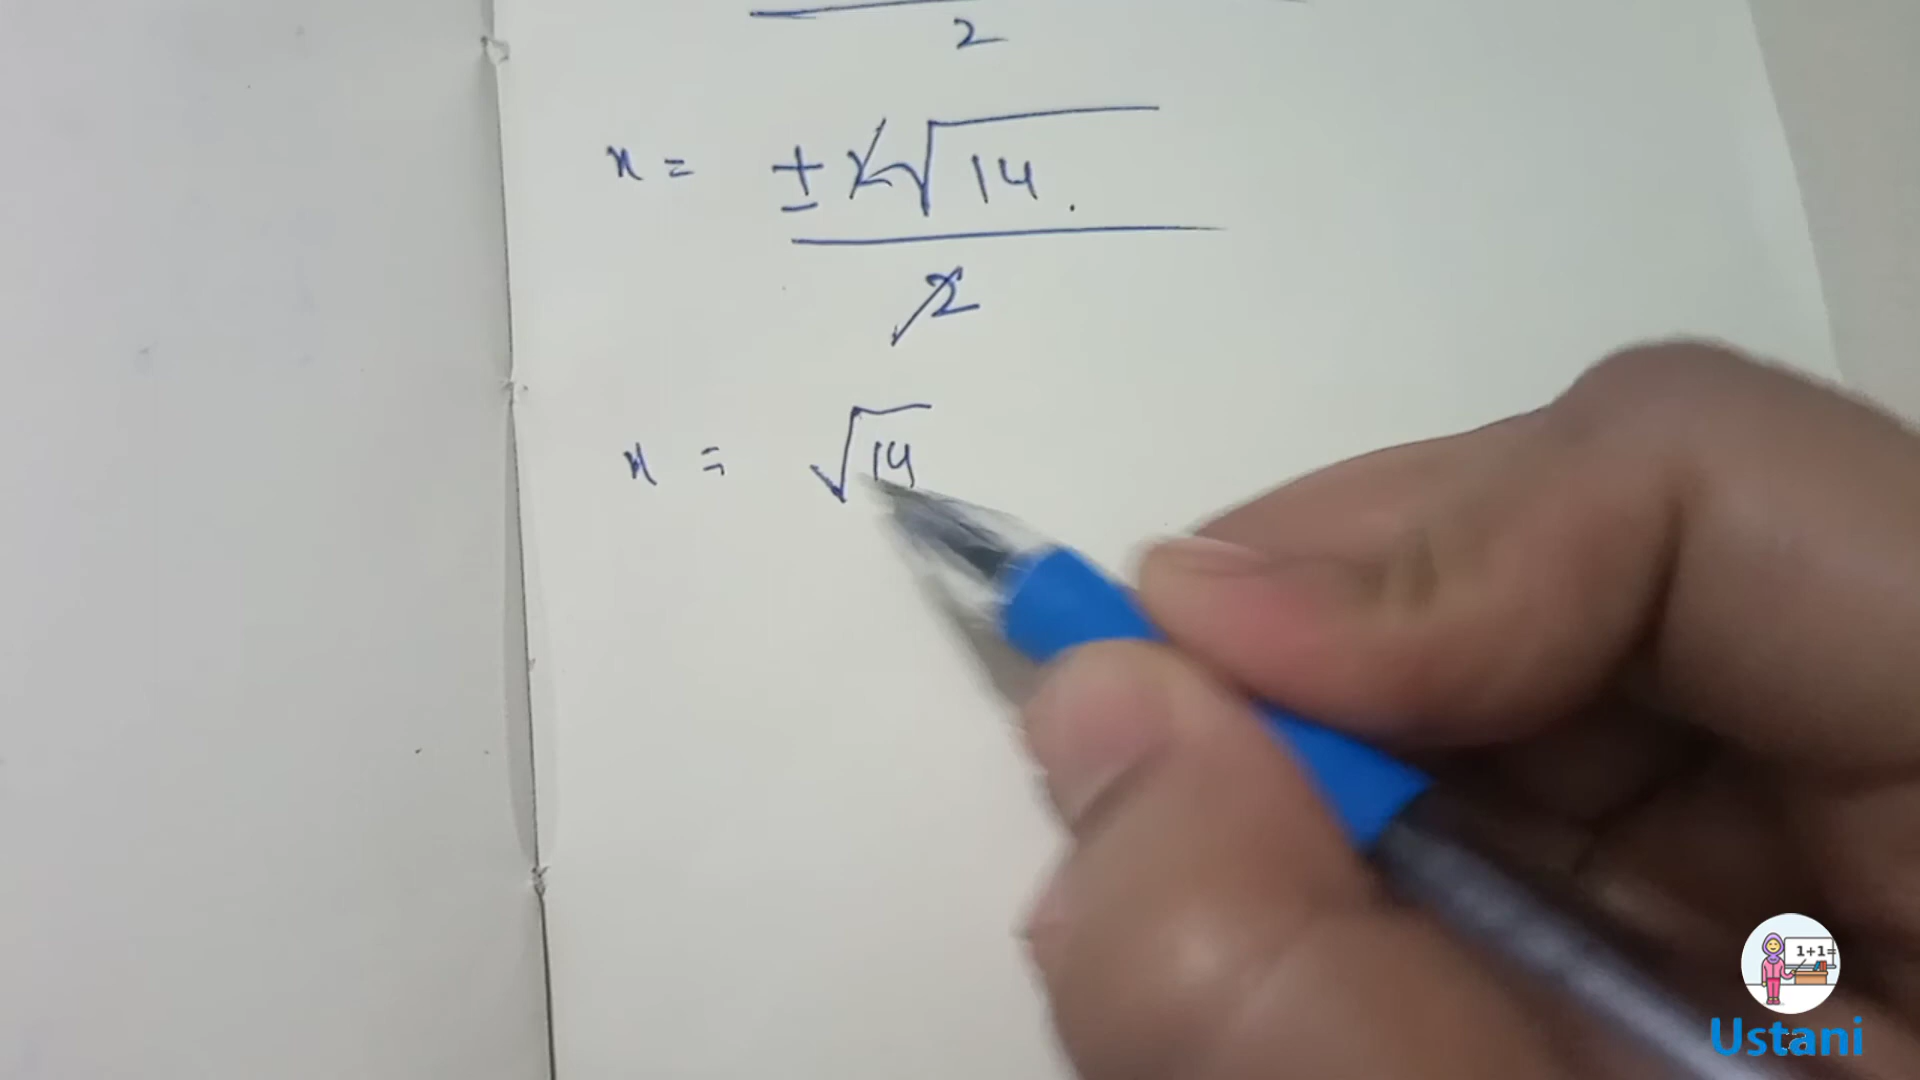 2
x = ± 2√14.
2
x = √14
1+1=
Ustani